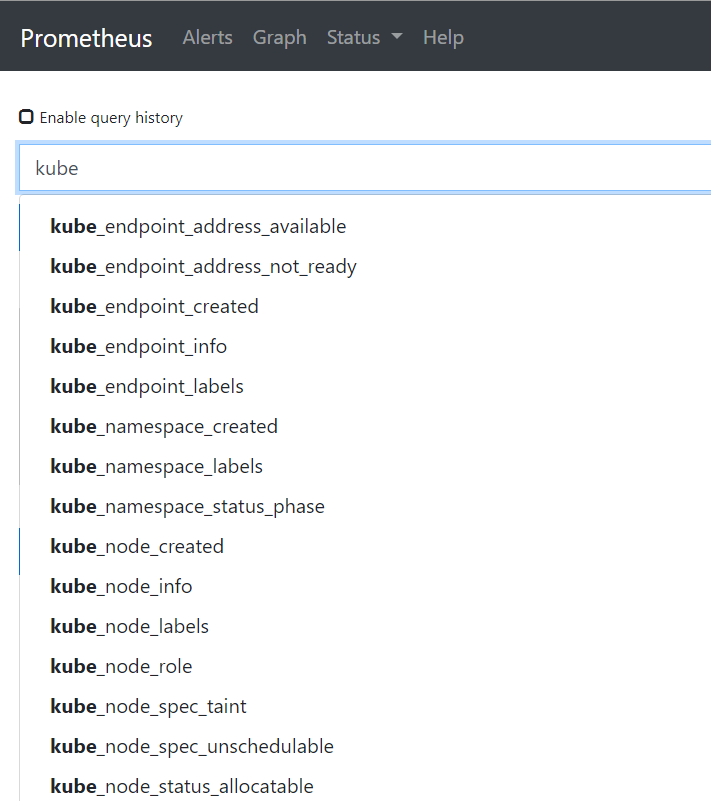 Prometheus Alerts Graph Status Help
Enable query history
kube
kube_endpoint_address_available
kube_endpoint_address_not_ready
kube_endpoint_created
kube_endpoint_info
kube_endpoint_labels
kube_namespace_created
kube_namespace_labels
kube_namespace_status_phase
kube_node_created
kube_node_info
kube_node_labels
kube_node_role
kube_node_spec_taint
kube_node_spec_unschedulable
kube_node_status_allocatable